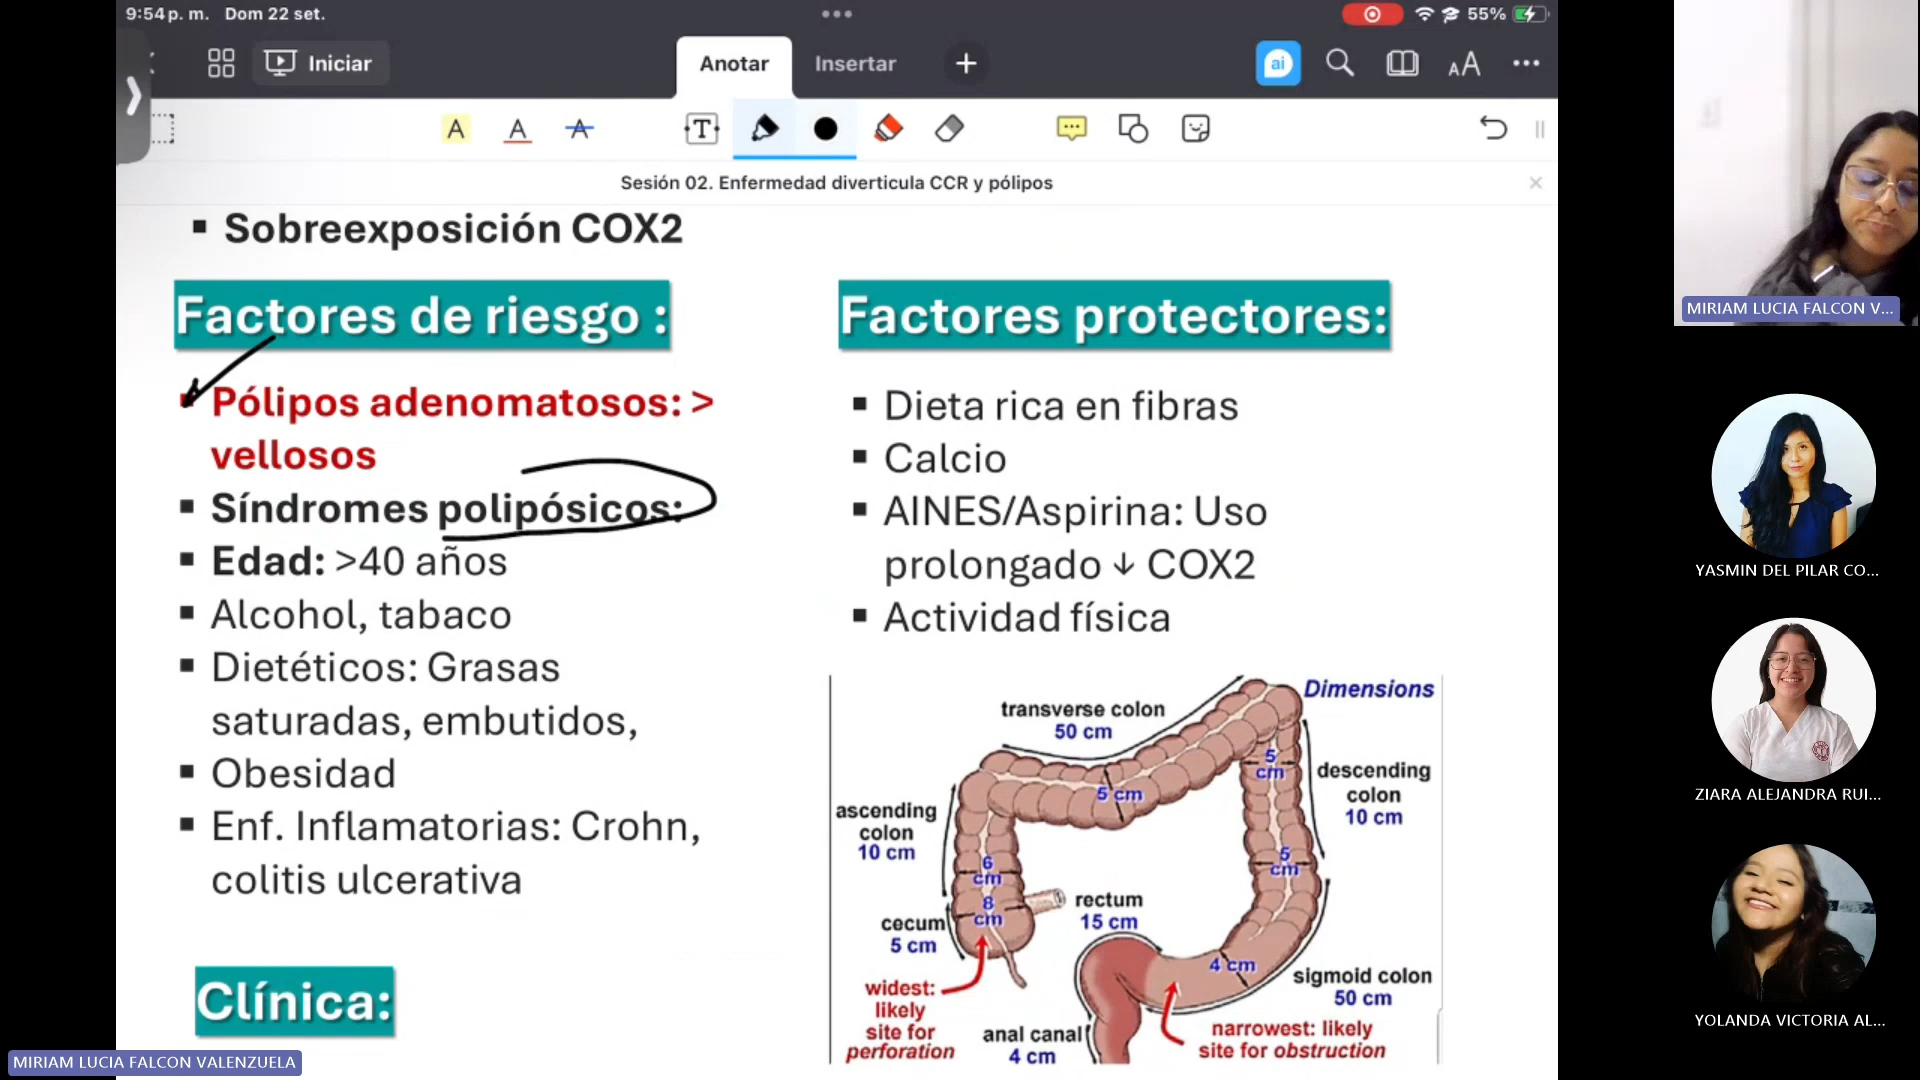 9:54 p. m. Dom 22 set.
55%
Iniciar
Anotar
Insertar
ai
AA
A A A
T
Sesión 02. Enfermedad diverticula CCR y pólipos
▪ Sobreexposición COX2
Factores de riesgo :
▪ Pólipos adenomatosos: >
vellosos
▪ Síndromes polipósicos:
▪ Edad: >40 años
▪ Alcohol, tabaco
▪ Dietéticos: Grasas
saturadas, embutidos,
▪ Obesidad
▪ Enf. Inflamatorias: Crohn,
colitis ulcerativa
Clínica:
Factores protectores:
▪ Dieta rica en fibras
▪ Calcio
▪ AINES/Aspirina: Uso
prolongado ↓ COX2
▪ Actividad física
Dimensions
transverse colon
50 cm
5 cm
5
cm
descending
colon
10 cm
ascending
colon
10 cm
6
cm
5
cm
8
cm
rectum
15 cm
cecum
5 cm
4 cm
sigmoid colon
50 cm
widest:
likely
site for
perforation
anal canal
4 cm
narrowest: likely
site for obstruction
MIRIAM LUCIA FALCON V...
YASMIN DEL PILAR CO...
ZIARA ALEJANDRA RUI...
YOLANDA VICTORIA AL...
MIRIAM LUCIA FALCON VALENZUELA